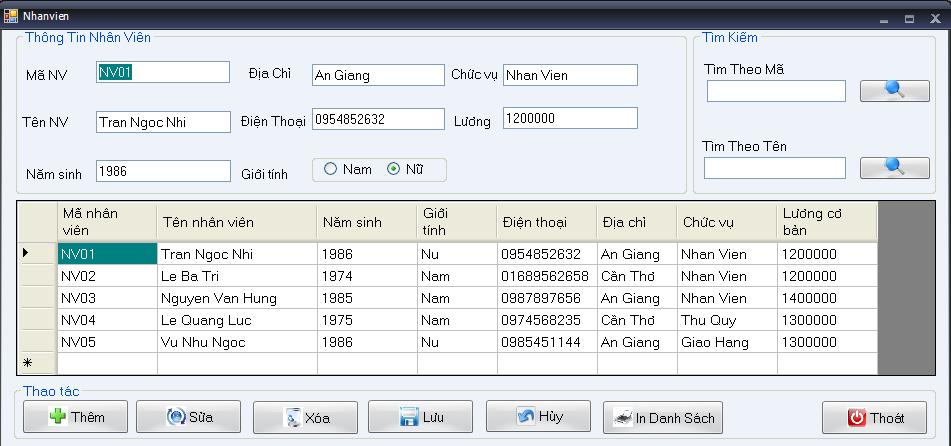 Nhanvien
Thông Tin Nhân Viên
Tìm Kiếm
Mã NV NV01 Địa Chỉ An Giang Chức vụ Nhan Vien
Tìm Theo Mã
Tên NV Tran Ngoc Nhi Điện Thoại 0954852632 Lương 1200000
Tìm Theo Tên
Năm sinh 1986 Giới tính Nam Nữ
Mã nhân viên Tên nhân viên Năm sinh Giới tính Điện thoại Địa chỉ Chức vụ Lương cơ bản
NV01 Tran Ngoc Nhi 1986 Nu 0954852632 An Giang Nhan Vien 1200000
NV02 Le Ba Tri 1974 Nam 01689562658 Cần Thơ Nhan Vien 1200000
NV03 Nguyen Van Hung 1985 Nam 0987897656 An Giang Nhan Vien 1400000
NV04 Le Quang Luc 1975 Nam 0974568235 Cần Thơ Thu Quy 1300000
NV05 Vu Nhu Ngoc 1986 Nu 0985451144 An Giang Giao Hang 1300000
Thao tác
Thêm Sửa Xóa Lưu Hủy In Danh Sách Thoát